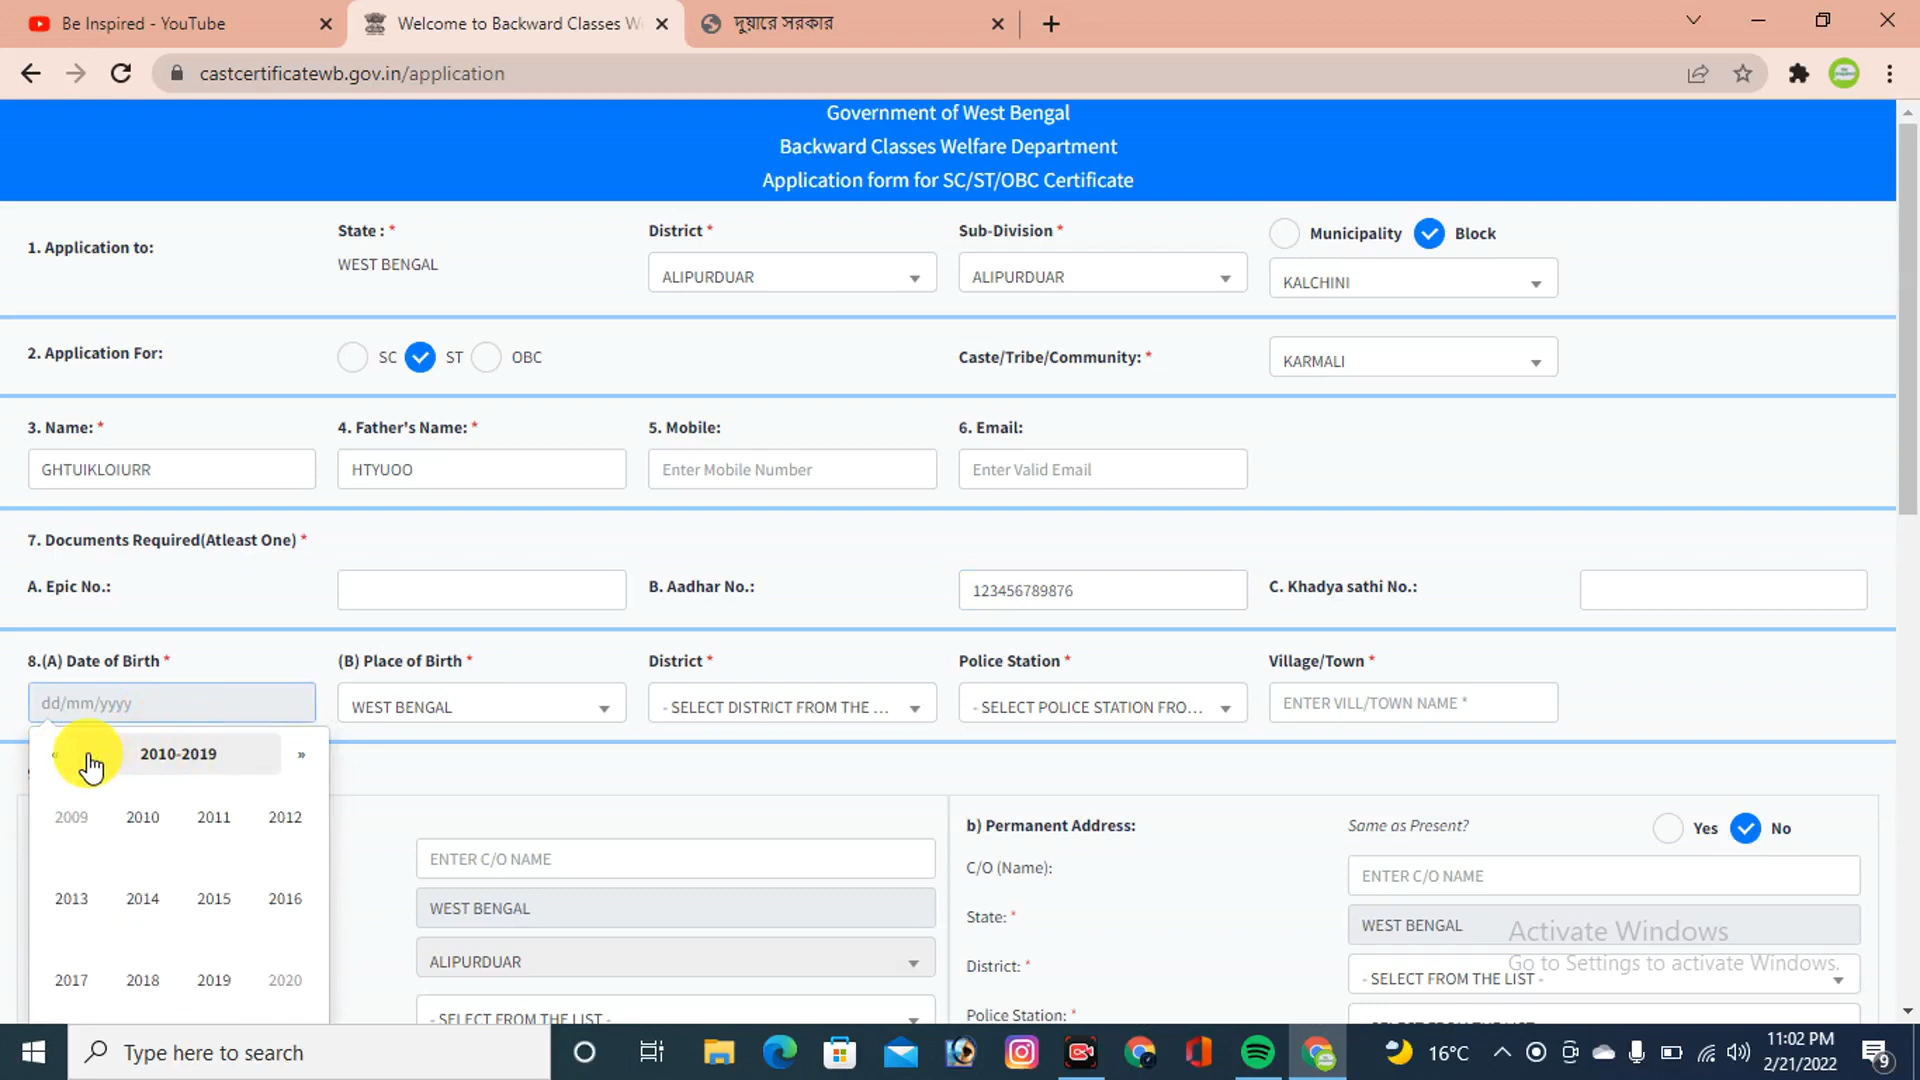 Be Inspired - YouTube
Welcome to Backward Classes W
দুয়ারে সরকার
castcertificatewb.gov.in/application
Government of West Bengal
Backward Classes Welfare Department
Application form for SC/ST/OBC Certificate
1. Application to:
State : *
WEST BENGAL
District *
ALIPURDUAR
Sub-Division *
ALIPURDUAR
Municipality
Block
KALCHINI
2. Application For:
SC
ST
OBC
Caste/Tribe/Community: *
KARMALI
3. Name: *
4. Father's Name: *
5. Mobile:
6. Email:
GHTUIKLOIURR
HTYUOO
Enter Mobile Number
Enter Valid Email
7. Documents Required(Atleast One) *
A. Epic No.:
B. Aadhar No.:
123456789876
C. Khadya sathi No.:
8.(A) Date of Birth *
(B) Place of Birth *
District *
Police Station *
Village/Town *
dd/mm/yyyy
WEST BENGAL
- SELECT DISTRICT FROM THE ...
- SELECT POLICE STATION FRO...
ENTER VILL/TOWN NAME *
« 2010-2019 »
2009 2010 2011 2012
2013 2014 2015 2016
2017 2018 2019 2020
ENTER C/O NAME
WEST BENGAL
ALIPURDUAR
- SELECT FROM THE LIST -
b) Permanent Address:
Same as Present?
Yes
No
C/O (Name):
ENTER C/O NAME
State: *
WEST BENGAL
District: *
- SELECT FROM THE LIST -
Police Station: *
Activate Windows
Go to Settings to activate Windows.
Type here to search
16°C
11:02 PM
2/21/2022
9